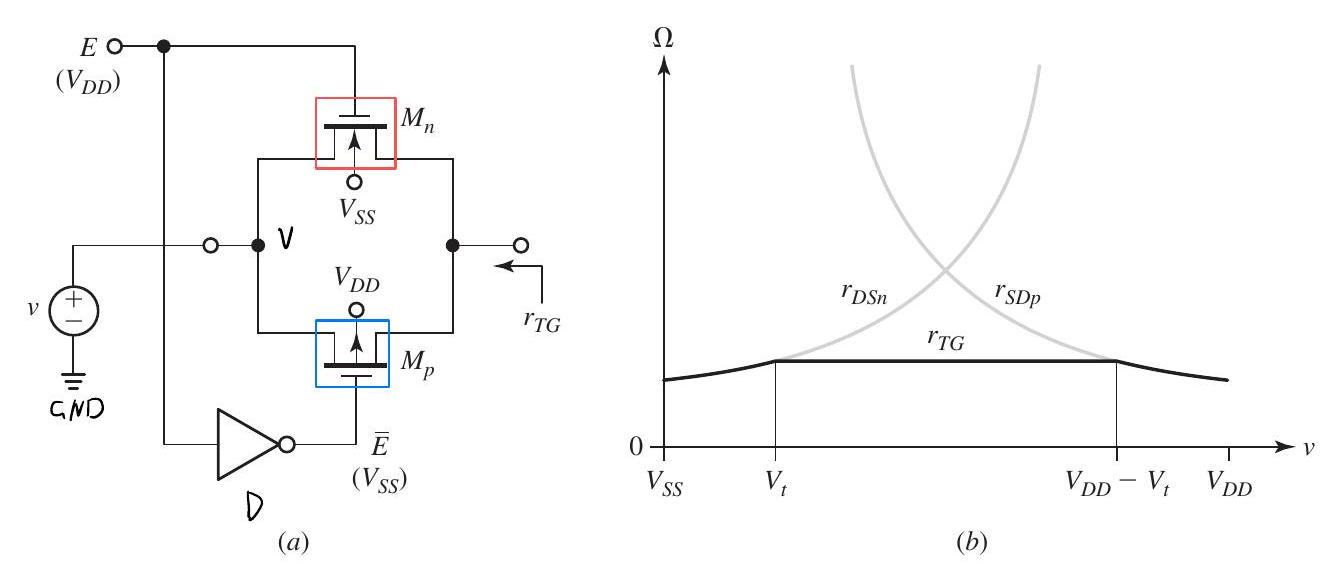 E
(V_DD)
M_n
V_SS
V
V_DD
v
+
−
r_TG
M_p
GND
E̅
(V_SS)
D
(a)
Ω
r_DSn
r_SDp
r_TG
0
v
V_SS
V_t
V_DD − V_t
V_DD
(b)